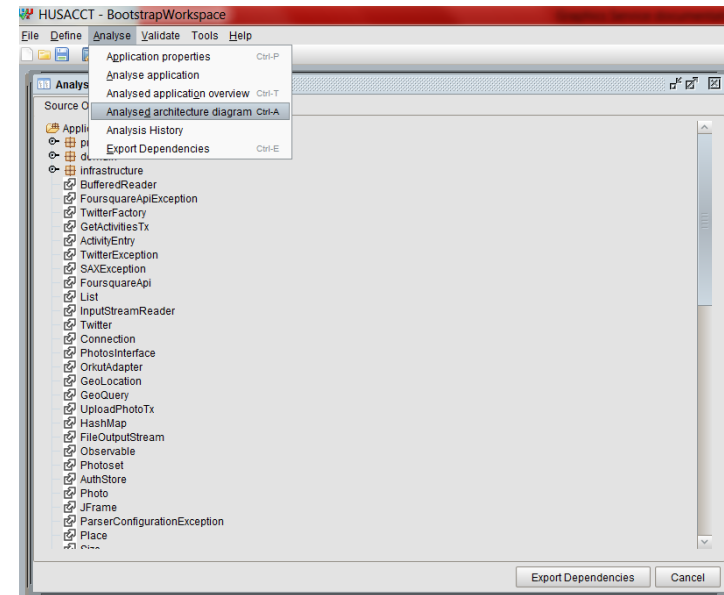 HUSACCT - BootstrapWorkspace
File Define Analyse Validate Tools Help
Application properties Ctrl-P
Analyse application
Analysed application overview Ctrl-T
Analysed architecture diagram Ctrl-A
Analysis History
Export Dependencies Ctrl-E
Analys
Source O
Appli
infrastructure
BufferedReader
FoursquareApiException
TwitterFactory
GetActivitiesTx
ActivityEntry
TwitterException
SAXException
FoursquareApi
List
InputStreamReader
Twitter
Connection
PhotosInterface
OrkutAdapter
GeoLocation
GeoQuery
UploadPhotoTx
HashMap
FileOutputStream
Observable
Photoset
AuthStore
Photo
JFrame
ParserConfigurationException
Place
Export Dependencies Cancel